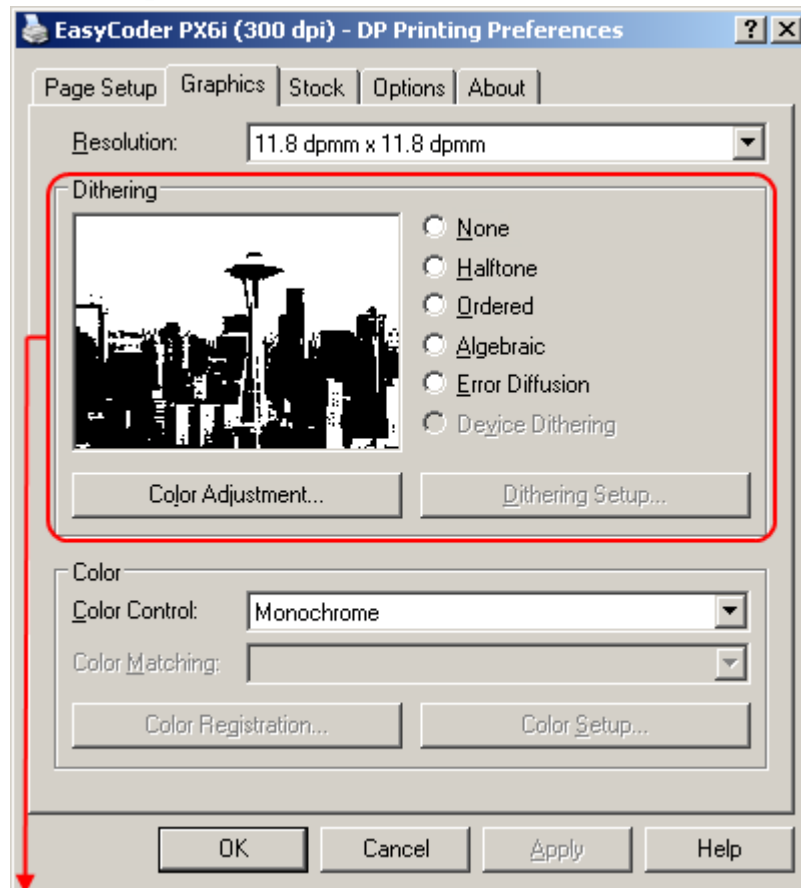 EasyCoder PX6i (300 dpi) - DP Printing Preferences
Page Setup Graphics Stock Options About
Resolution: 11.8 dpmm x 11.8 dpmm
Dithering
None
Halftone
Ordered
Algebraic
Error Diffusion
Device Dithering
Color Adjustment... Dithering Setup...
Color
Color Control: Monochrome
Color Matching:
Color Registration... Color Setup...
OK Cancel Apply Help